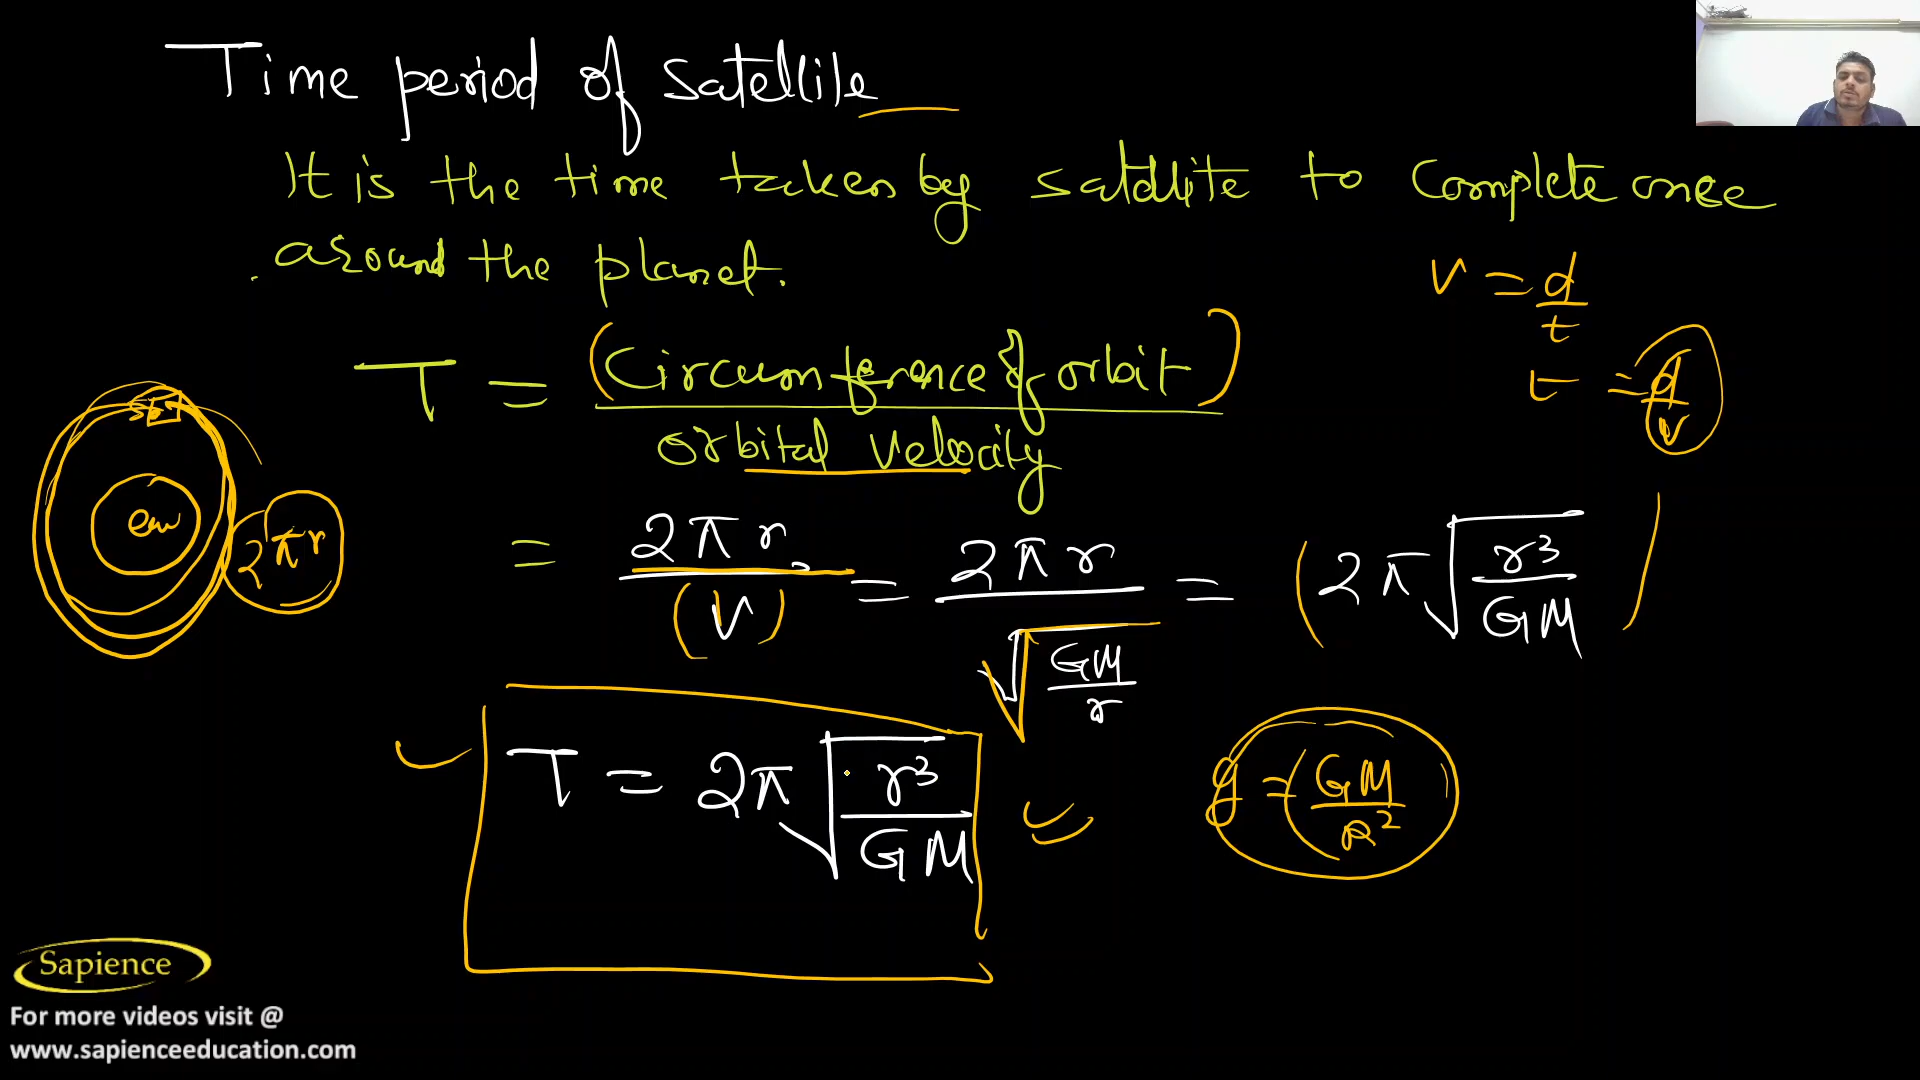 Time period of Satellite
It is the time taken by satellite to Complete once
around the planet.
v = d/t
t = d/v
T = (Circumference of orbit) / orbital velocity
sat
ear
2πr
= 2πr/(v) = 2πr/√(GM/r) = (2π√(r³/GM))
T = 2π√(r³/GM)
g = (GM/R²)
Sapience
For more videos visit @
www.sapienceeducation.com